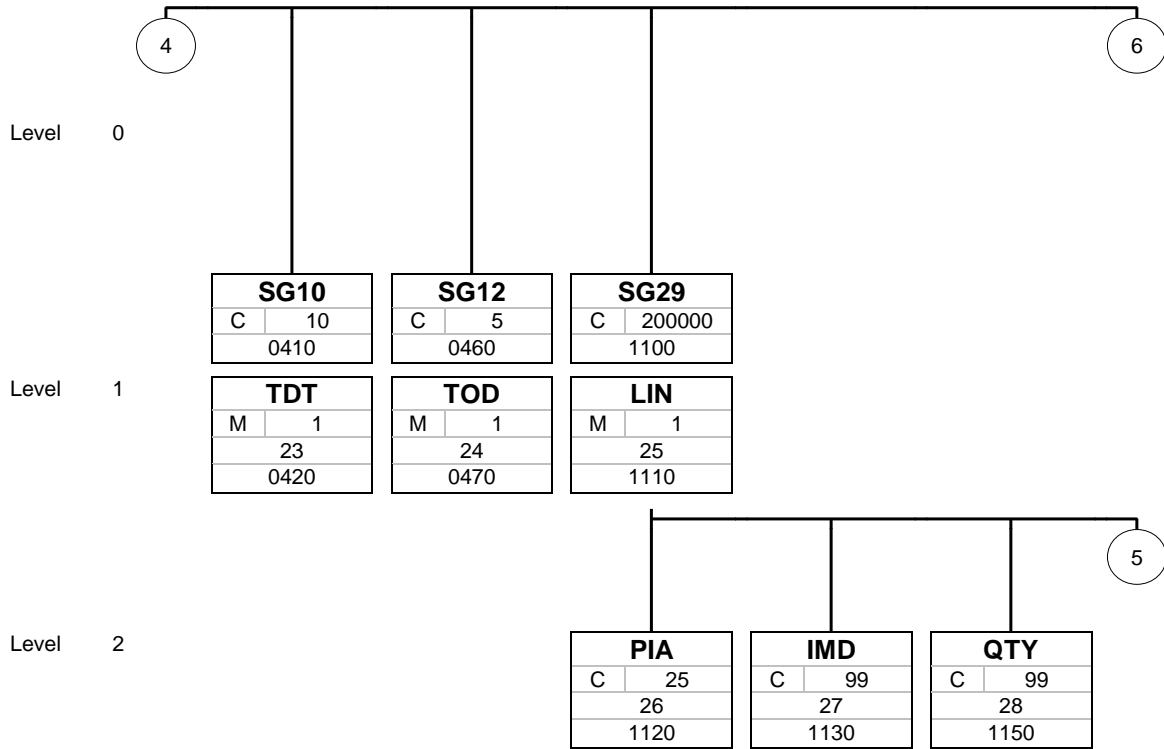 4 6
Level 0
SG10 SG12 SG29
C 10 C 5 C 200000
0410 0460 1100
Level 1
TDT TOD LIN
M 1 M 1 M 1
23 24 25
0420 0470 1110
5
Level 2
PIA IMD QTY
C 25 C 99 C 99
26 27 28
1120 1130 1150